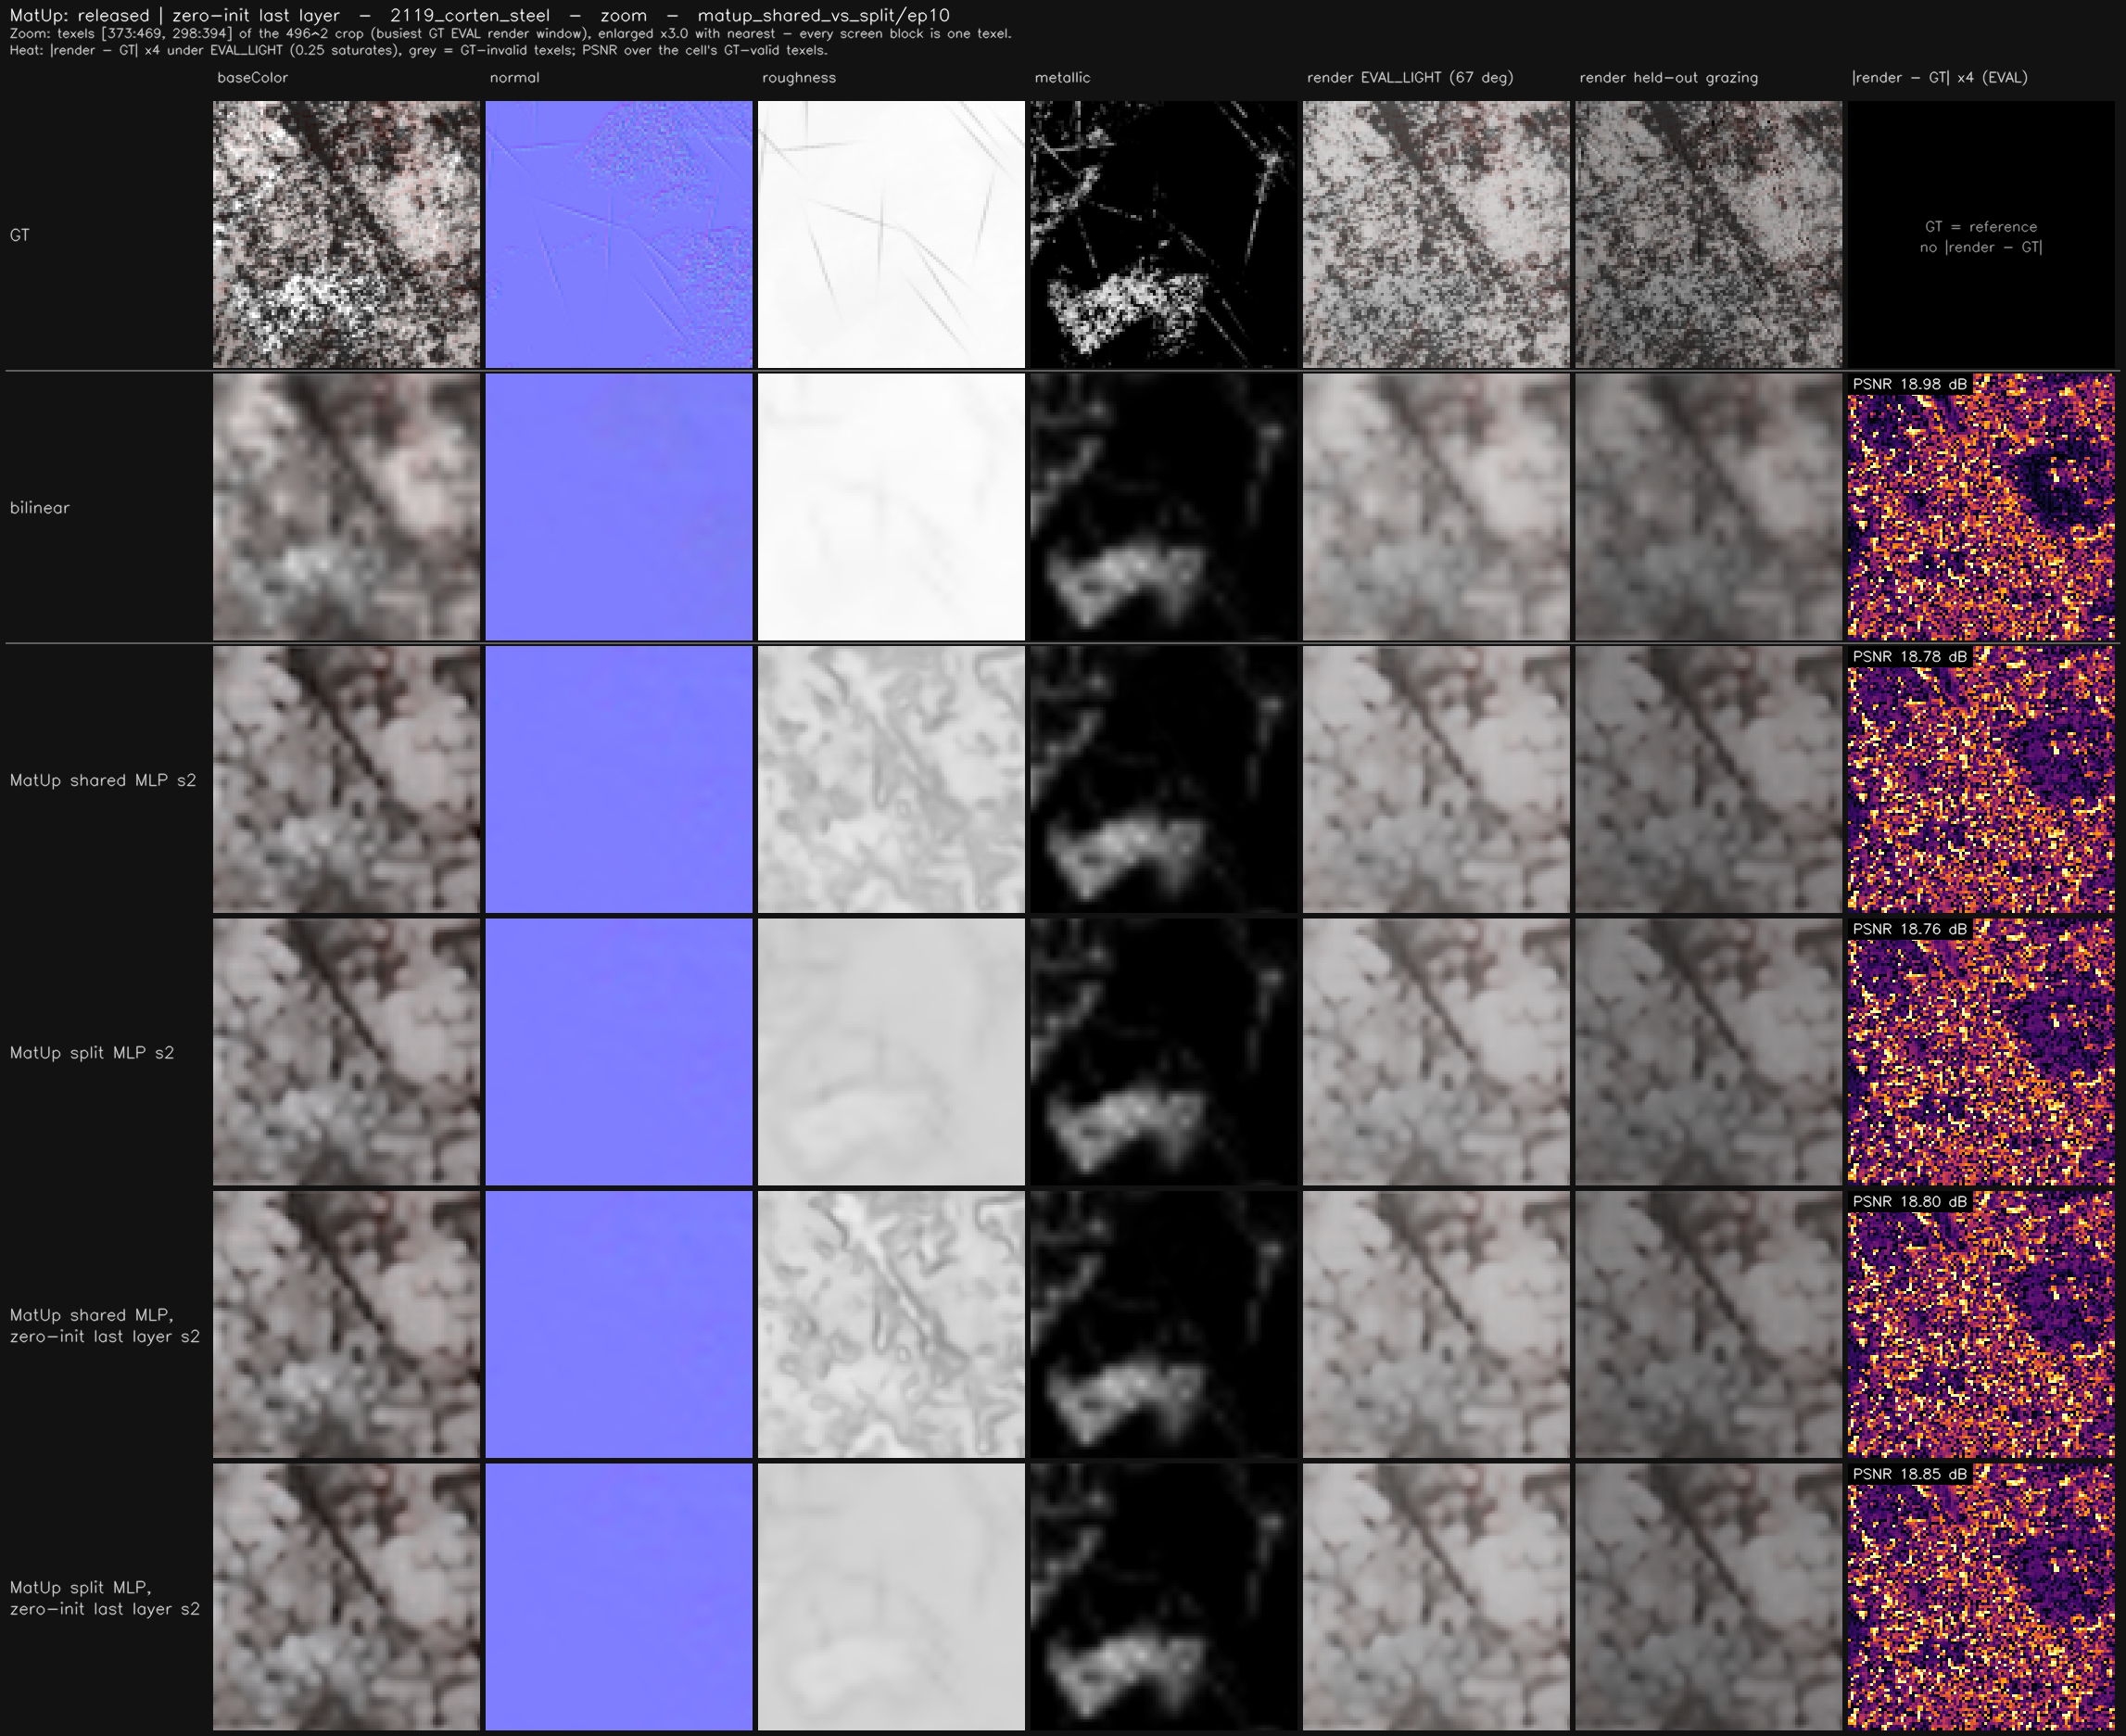 MatUp: released | zero-init last layer — 2119_corten_steel — zoom — matup_shared_vs_split/ep10
Zoom: texels [373:469, 298:394] of the 496^2 crop (busiest GT EVAL render window), enlarged x3.0 with nearest — every screen block is one texel.
Heat: |render - GT| x4 under EVAL_LIGHT (0.25 saturates), grey = GT-invalid texels; PSNR over the cell's GT-valid texels.
baseColor normal roughness metallic render EVAL_LIGHT (67 deg) render held-out grazing |render - GT| x4 (EVAL)
GT
GT = reference
no |render - GT|
bilinear
PSNR 18.98 dB
MatUp shared MLP s2
PSNR 18.78 dB
MatUp split MLP s2
PSNR 18.76 dB
MatUp shared MLP,
zero-init last layer s2
PSNR 18.80 dB
MatUp split MLP,
zero-init last layer s2
PSNR 18.85 dB